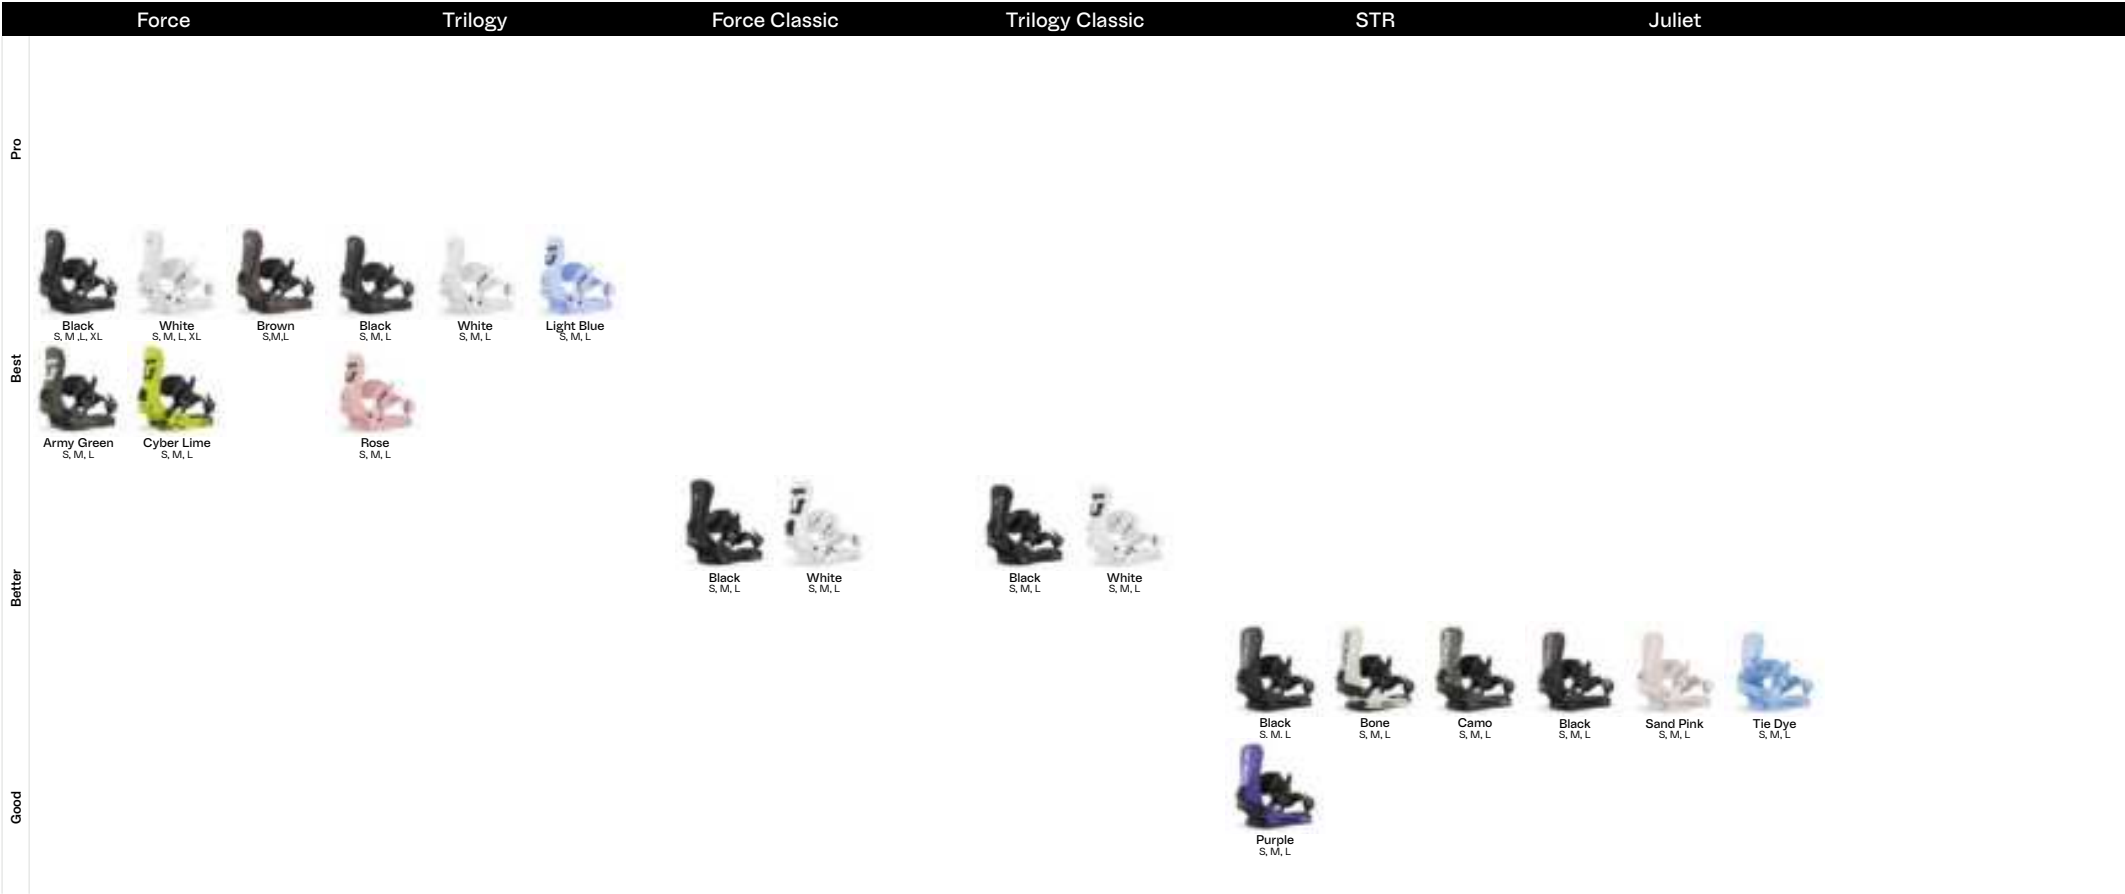 Force Trilogy Force Classic Trilogy Classic STR Juliet
Pro
Black White Brown Black White Light Blue
S, M ,L, XL S, M, L, XL S,M,L S, M, L S, M, L S, M, L
Best
Army Green Cyber Lime Rose
S, M, L S, M, L S, M, L
Better
Black White Black White
S, M, L S, M, L S, M, L S, M, L
Black Bone Camo Black Sand Pink Tie Dye
S. M. L S, M, L S, M, L S, M, L S, M, L S, M, L
Good
Purple
S, M, L